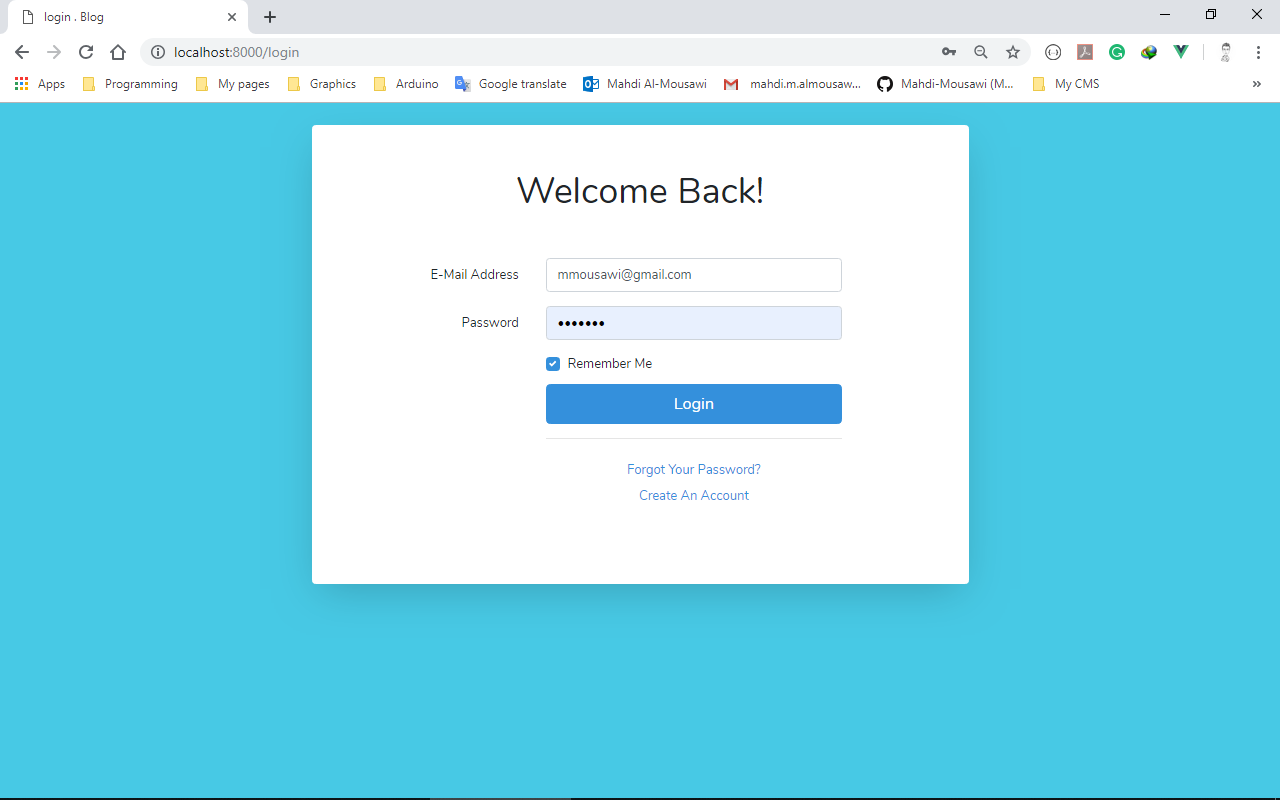 login . Blog
localhost:8000/login
Apps Programming My pages Graphics Arduino Google translate Mahdi Al-Mousawi mahdi.m.almousaw... Mahdi-Mousawi (M... My CMS »
Welcome Back!
E-Mail Address mmousawi@gmail.com
Password •••••••
Remember Me
Login
Forgot Your Password?
Create An Account